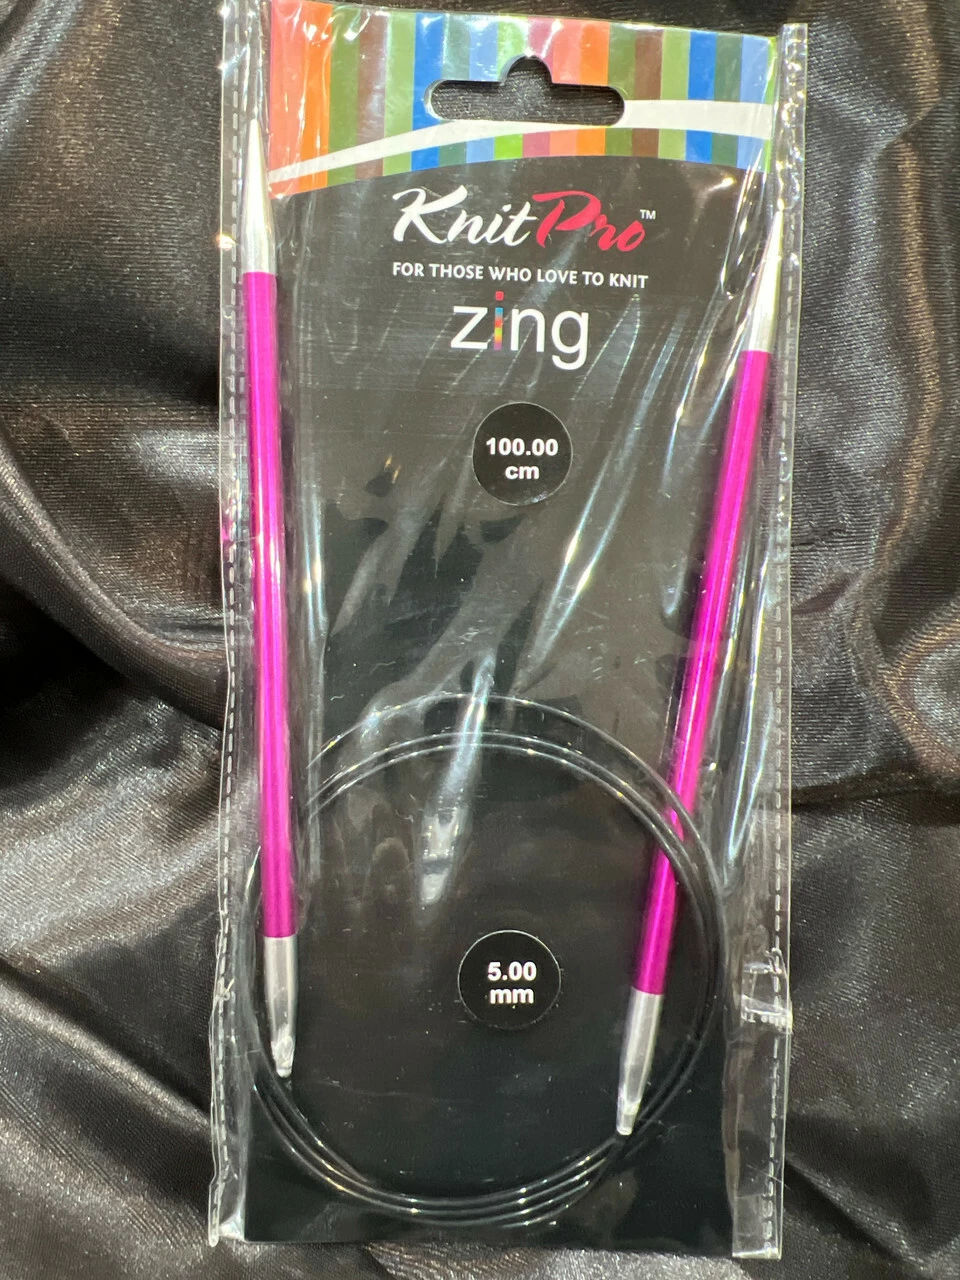 KnitPro™
FOR THOSE WHO LOVE TO KNIT
zing
100.00
cm
5.00
mm